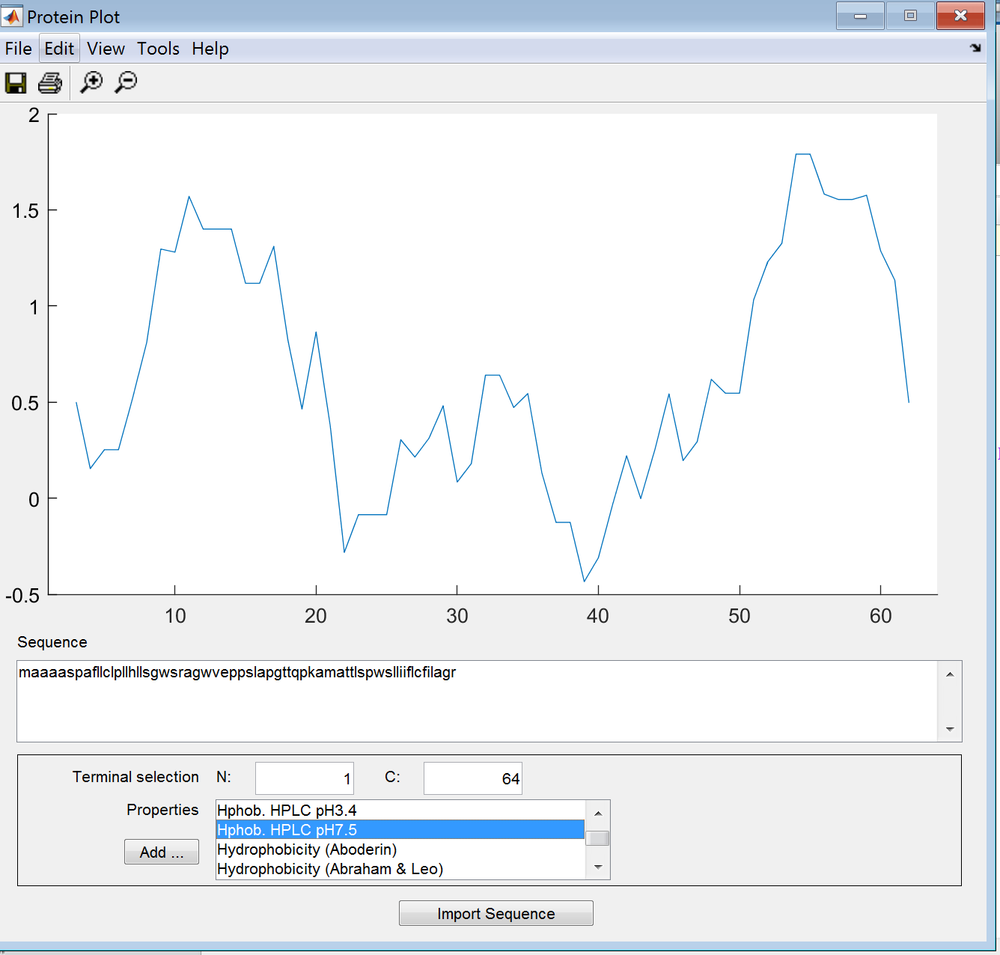 Protein Plot
File Edit View Tools Help
2
1.5
1
0.5
0
-0.5
10 20 30 40 50 60
Sequence
maaaaspafllclpllhllsgwsragwveppslapgttqpkamattlspwslliiflcfilagr
Terminal selection N: 1 C: 64
Properties
Hphob. HPLC pH3.4
Hphob. HPLC pH7.5
Add ...
Hydrophobicity (Aboderin)
Hydrophobicity (Abraham & Leo)
Import Sequence